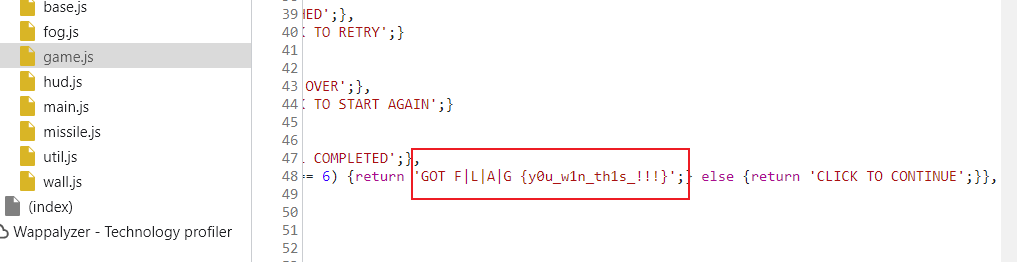 base.js
fog.js
game.js
hud.js
main.js
missile.js
util.js
wall.js
(index)
Wappalyzer - Technology profiler
38
39 HED';},
40 TO RETRY';}
41
42
43 OVER';},
44 TO START AGAIN';}
45
46
47 COMPLETED';},
48 == 6) {return 'GOT F|L|A|G {y0u_w1n_th1s_!!!}';} else {return 'CLICK TO CONTINUE';}},
49
50
51
52